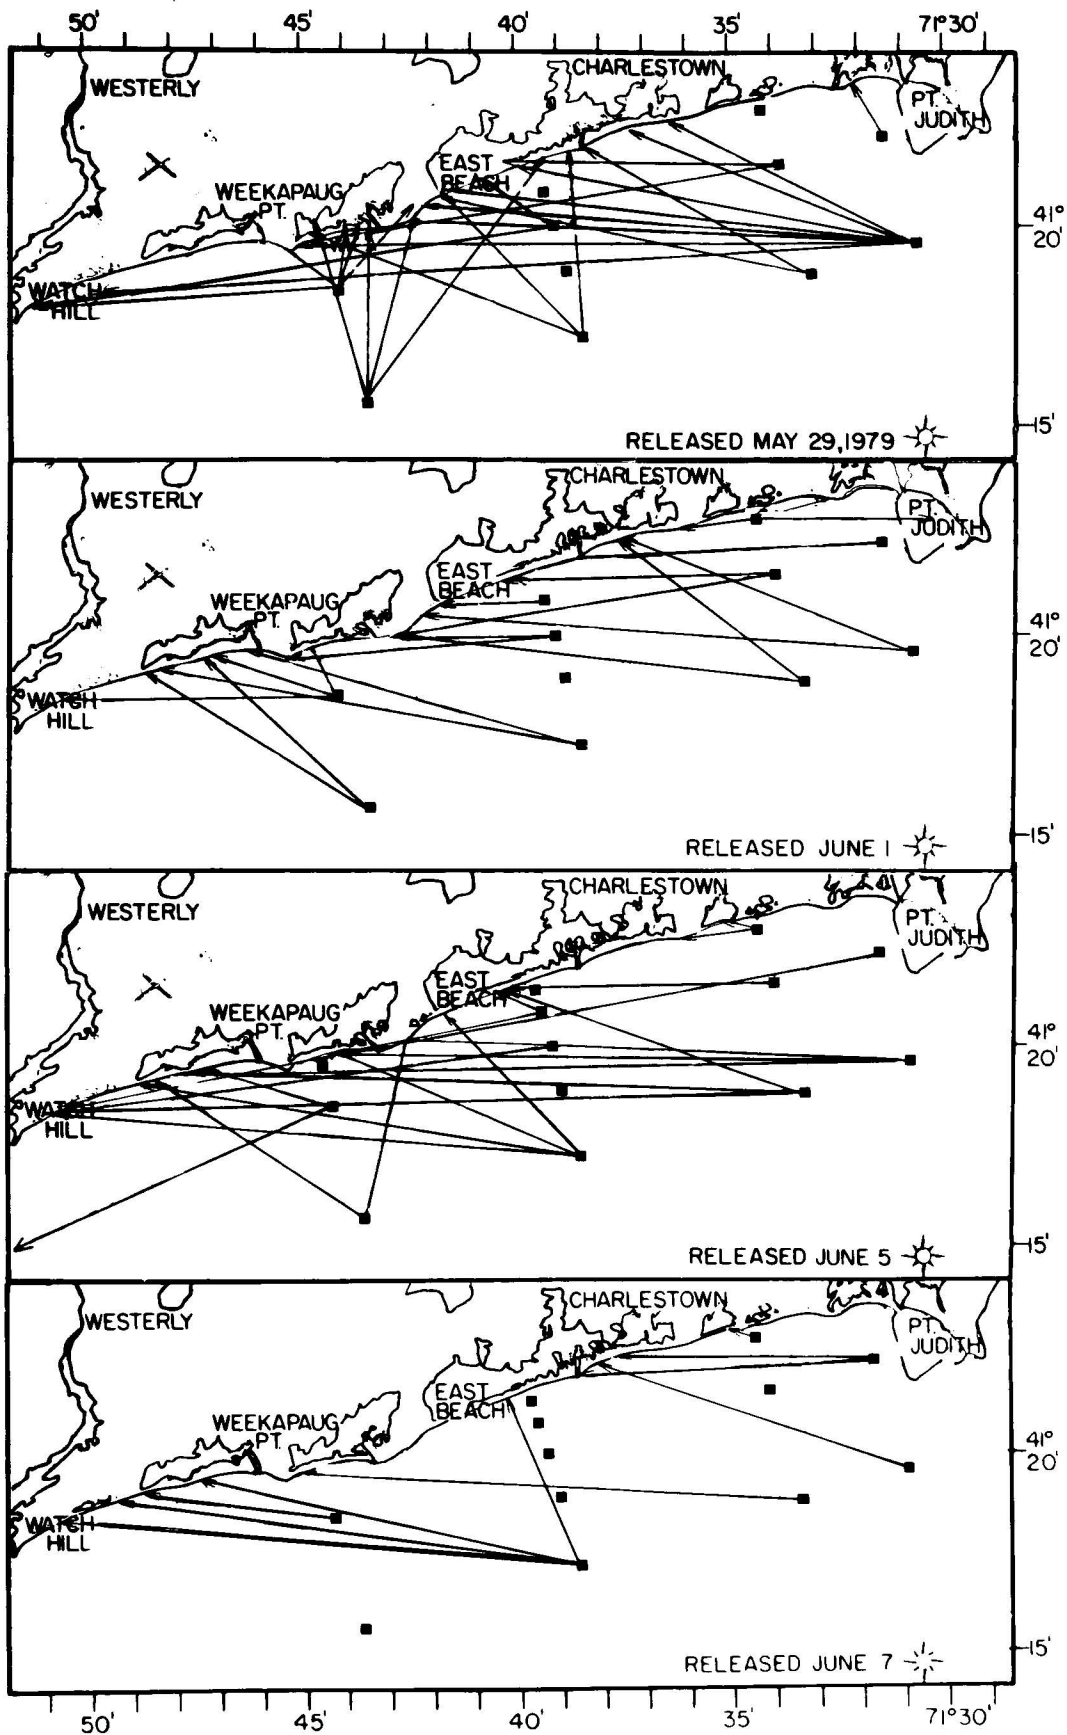 50' 45' 40' 35' 71°30'
CHARLESTOWN
WESTERLY
PT.
JUDITH
EAST
BEACH
WEEKAPAUG
PT.
41°
20'
WATCH
HILL
15'
RELEASED MAY 29, 1979
CHARLESTOWN
WESTERLY
PT.
JUDITH
EAST
BEACH
WEEKAPAUG
PT.
41°
20'
WATCH
HILL
15'
RELEASED JUNE 1
CHARLESTOWN
WESTERLY
PT.
JUDITH
EAST
BEACH
WEEKAPAUG
PT.
41°
20'
WATCH
HILL
15'
RELEASED JUNE 5
CHARLESTOWN
WESTERLY
PT.
JUDITH
EAST
BEACH
WEEKAPAUG
PT.
41°
20'
WATCH
HILL
15'
RELEASED JUNE 7
50' 45' 40' 35' 71°30'